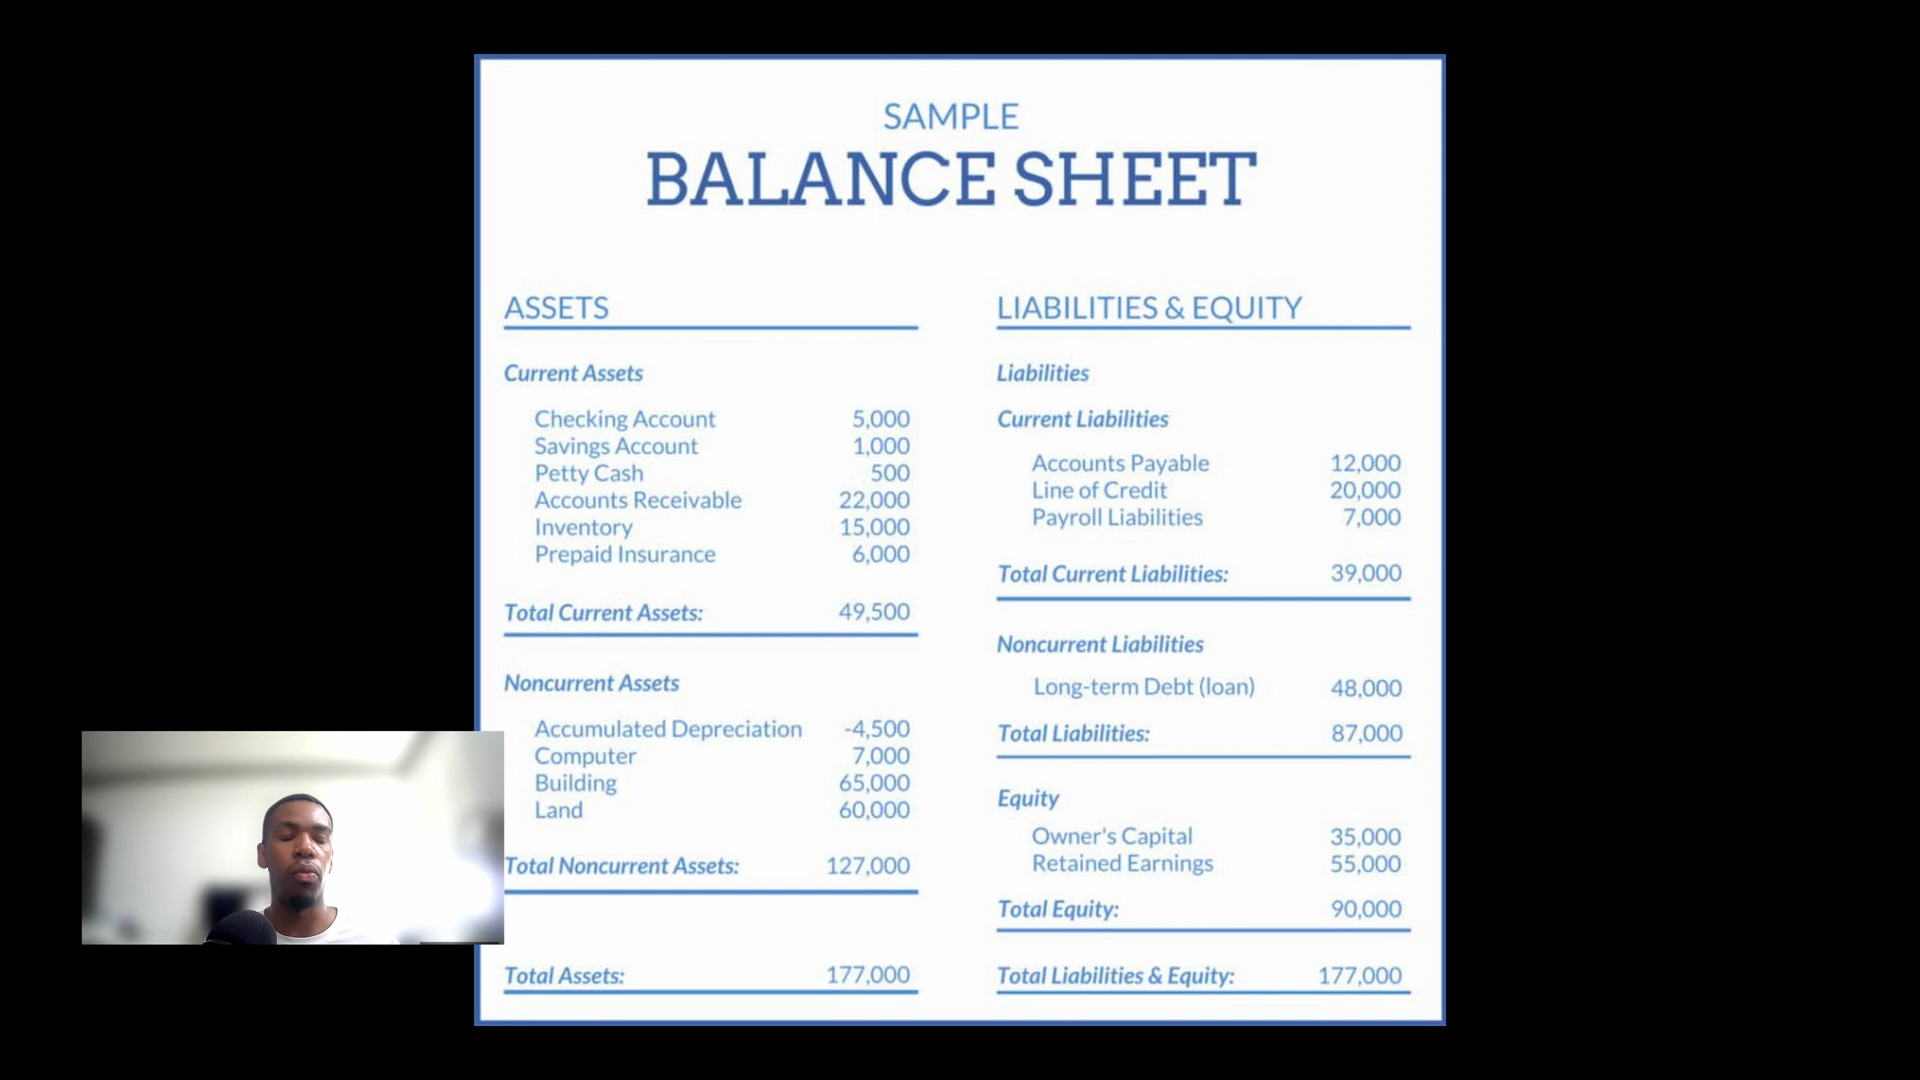 SAMPLE
BALANCE SHEET
ASSETS
Current Assets
Checking Account 5,000
Savings Account 1,000
Petty Cash 500
Accounts Receivable 22,000
Inventory 15,000
Prepaid Insurance 6,000
Total Current Assets: 49,500
Noncurrent Assets
Accumulated Depreciation -4,500
Computer 7,000
Building 65,000
Land 60,000
Total Noncurrent Assets: 127,000
Total Assets: 177,000
LIABILITIES & EQUITY
Liabilities
Current Liabilities
Accounts Payable 12,000
Line of Credit 20,000
Payroll Liabilities 7,000
Total Current Liabilities: 39,000
Noncurrent Liabilities
Long-term Debt (loan) 48,000
Total Liabilities: 87,000
Equity
Owner's Capital 35,000
Retained Earnings 55,000
Total Equity: 90,000
Total Liabilities & Equity: 177,000